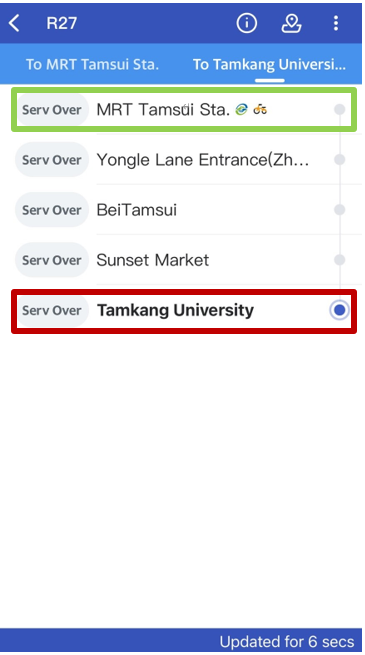 R27
To MRT Tamsui Sta. To Tamkang Universi...
Serv Over MRT Tamsui Sta.
Serv Over Yongle Lane Entrance(Zh...
Serv Over BeiTamsui
Serv Over Sunset Market
Serv Over Tamkang University
Updated for 6 secs